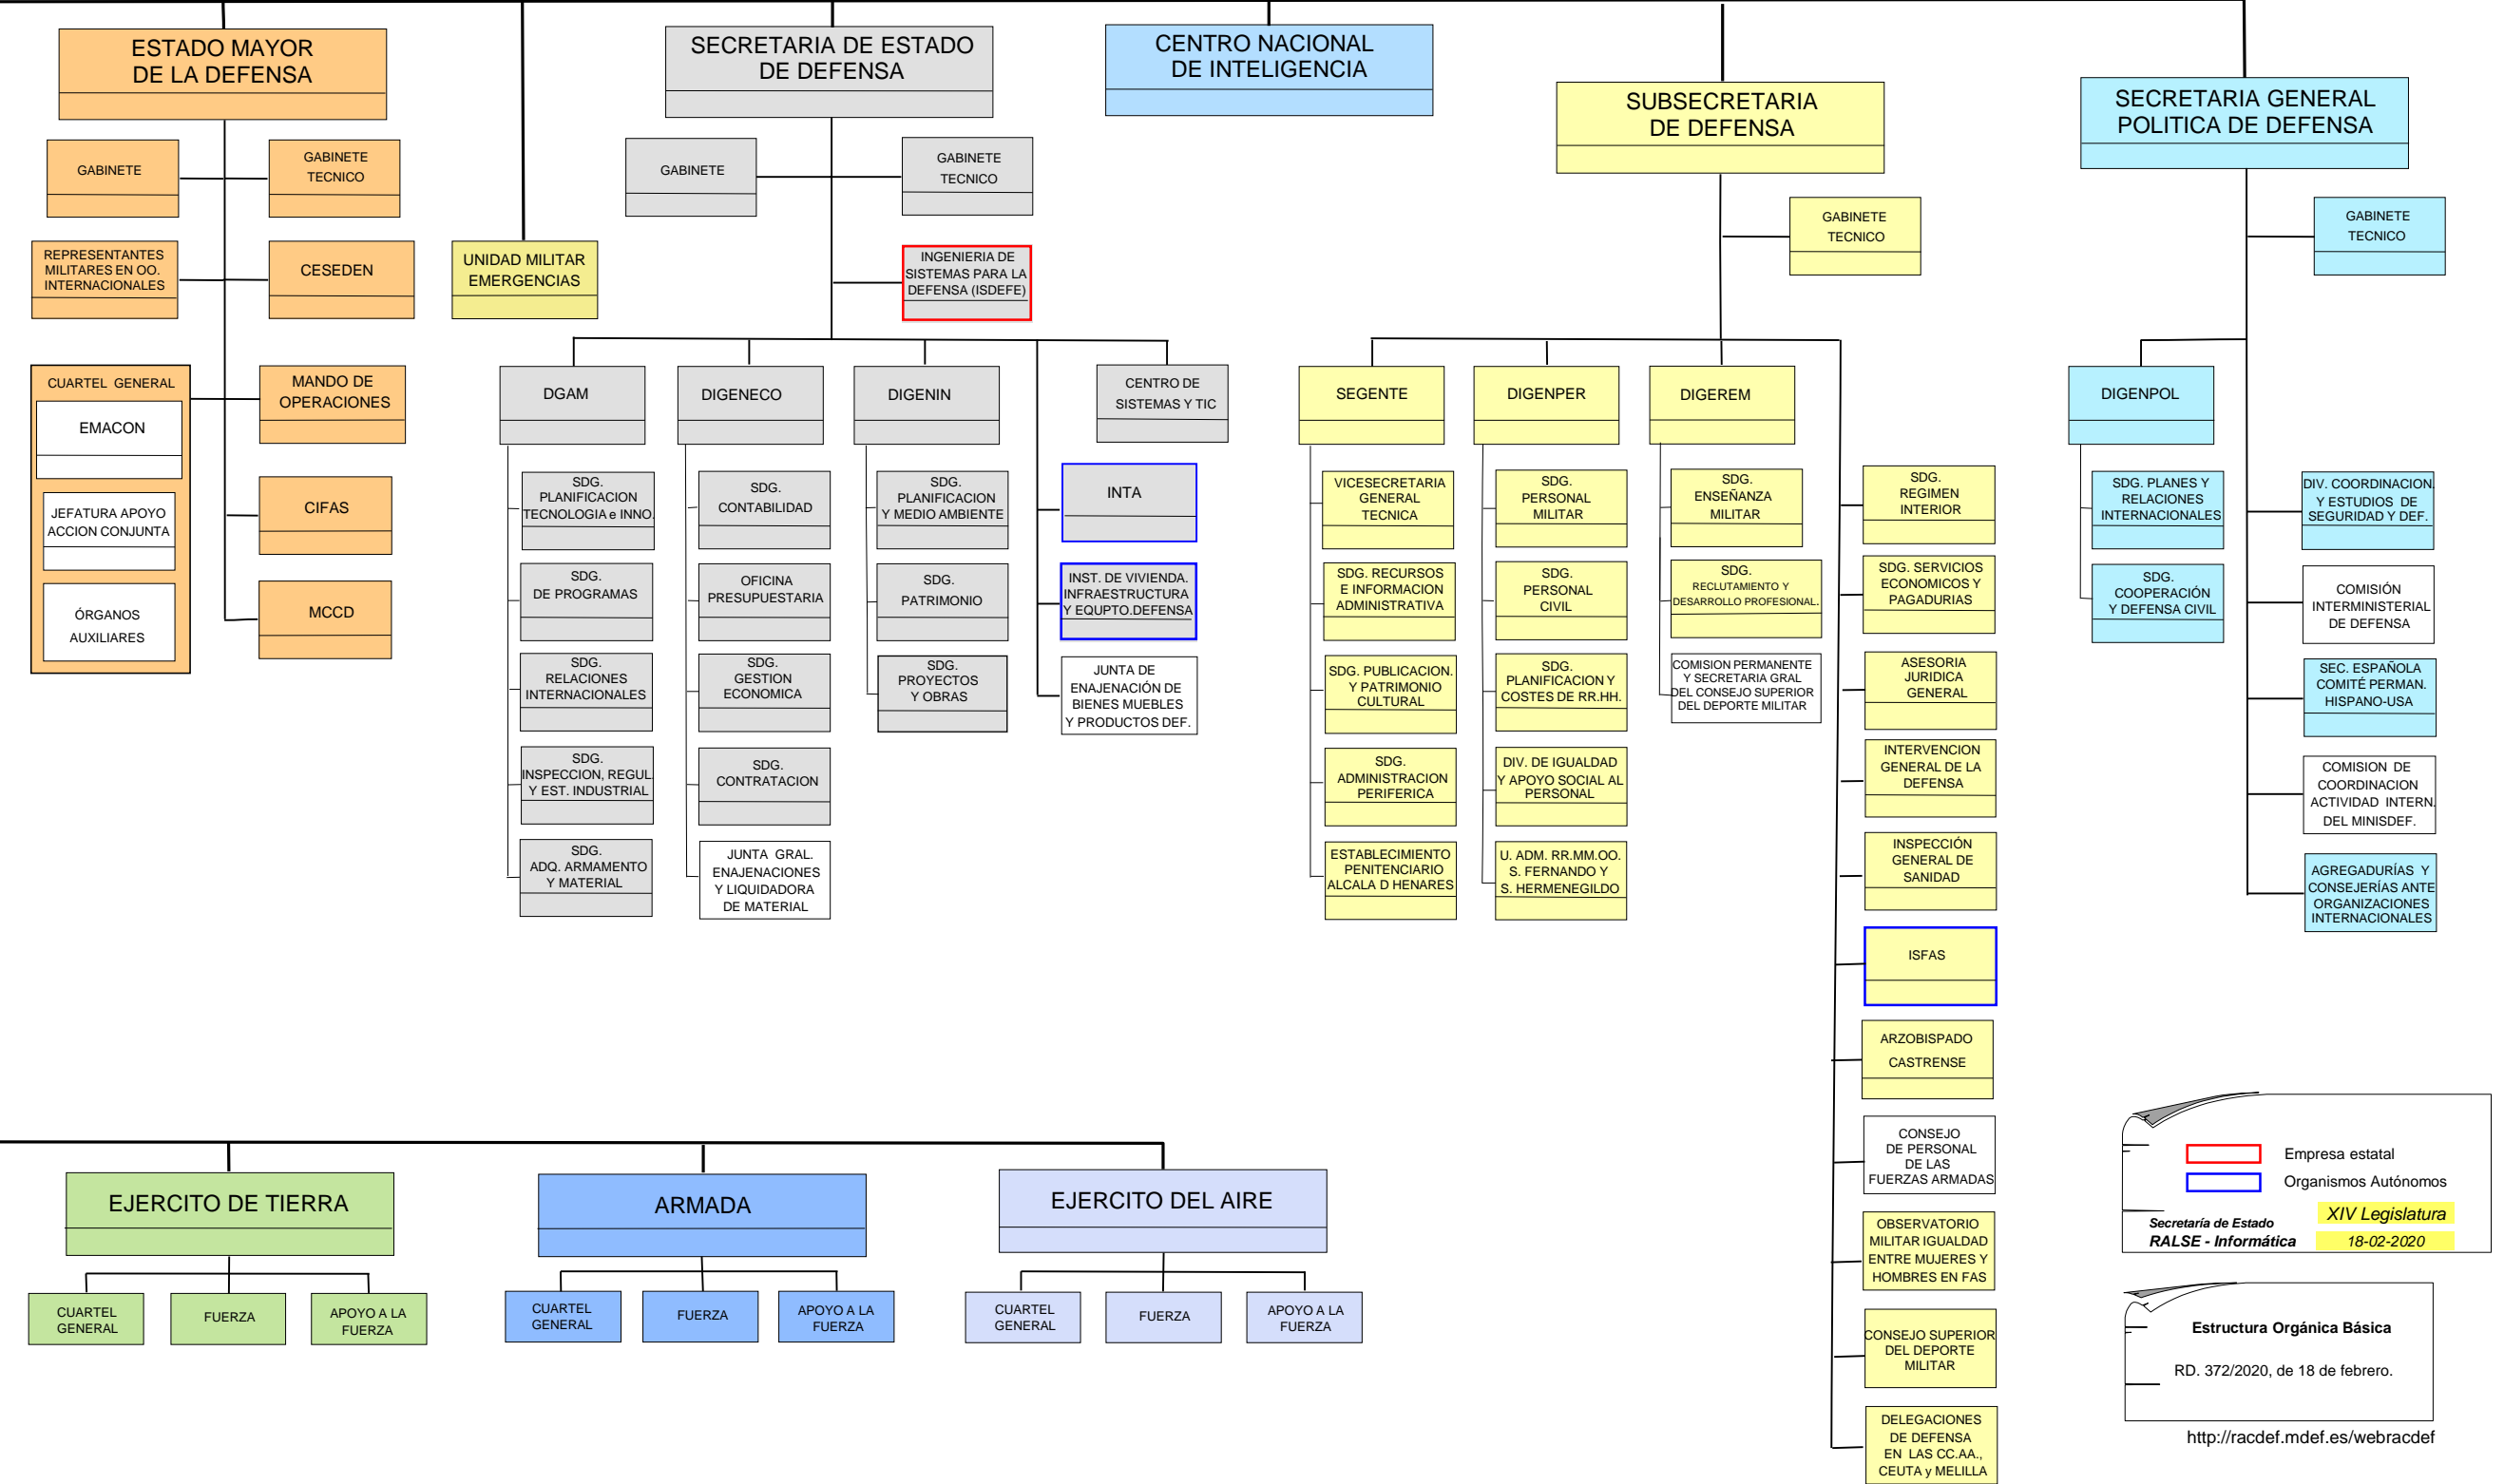 ESTADO MAYOR
DE LA DEFENSA
SECRETARIA DE ESTADO
DE DEFENSA
CENTRO NACIONAL
DE INTELIGENCIA
SUBSECRETARIA
DE DEFENSA
SECRETARIA GENERAL
POLITICA DE DEFENSA
GABINETE
GABINETE
TECNICO
REPRESENTANTES
MILITARES EN OO.
INTERNACIONALES
CESEDEN
CUARTEL GENERAL
EMACON
JEFATURA APOYO
ACCION CONJUNTA
ÓRGANOS
AUXILIARES
MANDO DE
OPERACIONES
CIFAS
MCCD
UNIDAD MILITAR
EMERGENCIAS
GABINETE
GABINETE
TECNICO
INGENIERIA DE
SISTEMAS PARA LA
DEFENSA (ISDEFE)
DGAM
SDG.
PLANIFICACION
TECNOLOGIA e INNO.
SDG.
DE PROGRAMAS
SDG.
RELACIONES
INTERNACIONALES
SDG.
INSPECCION, REGUL.
Y EST. INDUSTRIAL
SDG.
ADQ. ARMAMENTO
Y MATERIAL
DIGENECO
SDG.
CONTABILIDAD
OFICINA
PRESUPUESTARIA
SDG.
GESTION
ECONOMICA
SDG.
CONTRATACION
JUNTA GRAL.
ENAJENACIONES
Y LIQUIDADORA
DE MATERIAL
DIGENIN
SDG.
PLANIFICACION
Y MEDIO AMBIENTE
SDG.
PATRIMONIO
SDG.
PROYECTOS
Y OBRAS
CENTRO DE
SISTEMAS Y TIC
INTA
INST. DE VIVIENDA.
INFRAESTRUCTURA
Y EQUPTO.DEFENSA
JUNTA DE
ENAJENACIÓN DE
BIENES MUEBLES
Y PRODUCTOS DEF.
GABINETE
TECNICO
SEGENTE
VICESECRETARIA
GENERAL
TECNICA
SDG. RECURSOS
E INFORMACION
ADMINISTRATIVA
SDG. PUBLICACION.
Y PATRIMONIO
CULTURAL
SDG.
ADMINISTRACION
PERIFERICA
ESTABLECIMIENTO
PENITENCIARIO
ALCALA D HENARES
DIGENPER
SDG.
PERSONAL
MILITAR
SDG.
PERSONAL
CIVIL
SDG.
PLANIFICACION Y
COSTES DE RR.HH.
DIV. DE IGUALDAD
Y APOYO SOCIAL AL
PERSONAL
U. ADM. RR.MM.OO.
S. FERNANDO Y
S. HERMENEGILDO
DIGEREM
SDG.
ENSEÑANZA
MILITAR
SDG.
RECLUTAMIENTO Y
DESARROLLO PROFESIONAL.
COMISION PERMANENTE
Y SECRETARIA GRAL
DEL CONSEJO SUPERIOR
DEL DEPORTE MILITAR
SDG.
REGIMEN
INTERIOR
SDG. SERVICIOS
ECONOMICOS Y
PAGADURIAS
ASESORIA
JURIDICA
GENERAL
INTERVENCION
GENERAL DE LA
DEFENSA
INSPECCIÓN
GENERAL DE
SANIDAD
ISFAS
ARZOBISPADO
CASTRENSE
CONSEJO
DE PERSONAL
DE LAS
FUERZAS ARMADAS
OBSERVATORIO
MILITAR IGUALDAD
ENTRE MUJERES Y
HOMBRES EN FAS
CONSEJO SUPERIOR
DEL DEPORTE
MILITAR
DELEGACIONES
DE DEFENSA
EN LAS CC.AA.,
CEUTA y MELILLA
GABINETE
TECNICO
DIGENPOL
SDG. PLANES Y
RELACIONES
INTERNACIONALES
SDG.
COOPERACIÓN
Y DEFENSA CIVIL
DIV. COORDINACION.
Y ESTUDIOS DE
SEGURIDAD Y DEF.
COMISIÓN
INTERMINISTERIAL
DE DEFENSA
SEC. ESPAÑOLA
COMITÉ PERMAN.
HISPANO-USA
COMISION DE
COORDINACION
ACTIVIDAD INTERN.
DEL MINISDEF.
AGREGADURÍAS Y
CONSEJERÍAS ANTE
ORGANIZACIONES
INTERNACIONALES
EJERCITO DE TIERRA
CUARTEL
GENERAL
FUERZA
APOYO A LA
FUERZA
ARMADA
CUARTEL
GENERAL
FUERZA
APOYO A LA
FUERZA
EJERCITO DEL AIRE
CUARTEL
GENERAL
FUERZA
APOYO A LA
FUERZA
Empresa estatal
Organismos Autónomos
Secretaría de Estado
XIV Legislatura
RALSE - Informática
18-02-2020
Estructura Orgánica Básica
RD. 372/2020, de 18 de febrero.
http://racdef.mdef.es/webracdef